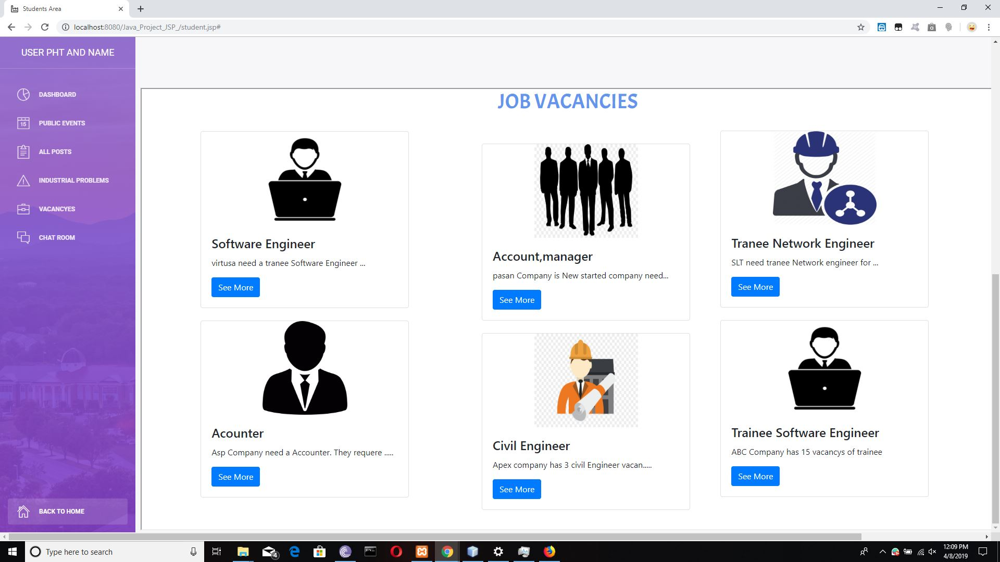 Students Area
localhost:8080/Java_Project_JSP_/student.jsp#
USER PHT AND NAME
DASHBOARD
15
PUBLIC EVENTS
ALL POSTS
INDUSTRIAL PROBLEMS
VACANCYES
CHAT ROOM
BACK TO HOME
JOB VACANCIES
Software Engineer
virtusa need a tranee Software Engineer ...
See More
Account,manager
pasan Company is New started company need...
See More
Tranee Network Engineer
SLT need tranee Network engineer for ...
See More
Acounter
Asp Company need a Accounter. They requere .....
See More
Civil Engineer
Apex company has 3 civil Engineer vacan.....
See More
Trainee Software Engineer
ABC Company has 15 vacancys of trainee
See More
Type here to search
4
12:09 PM
4/8/2019